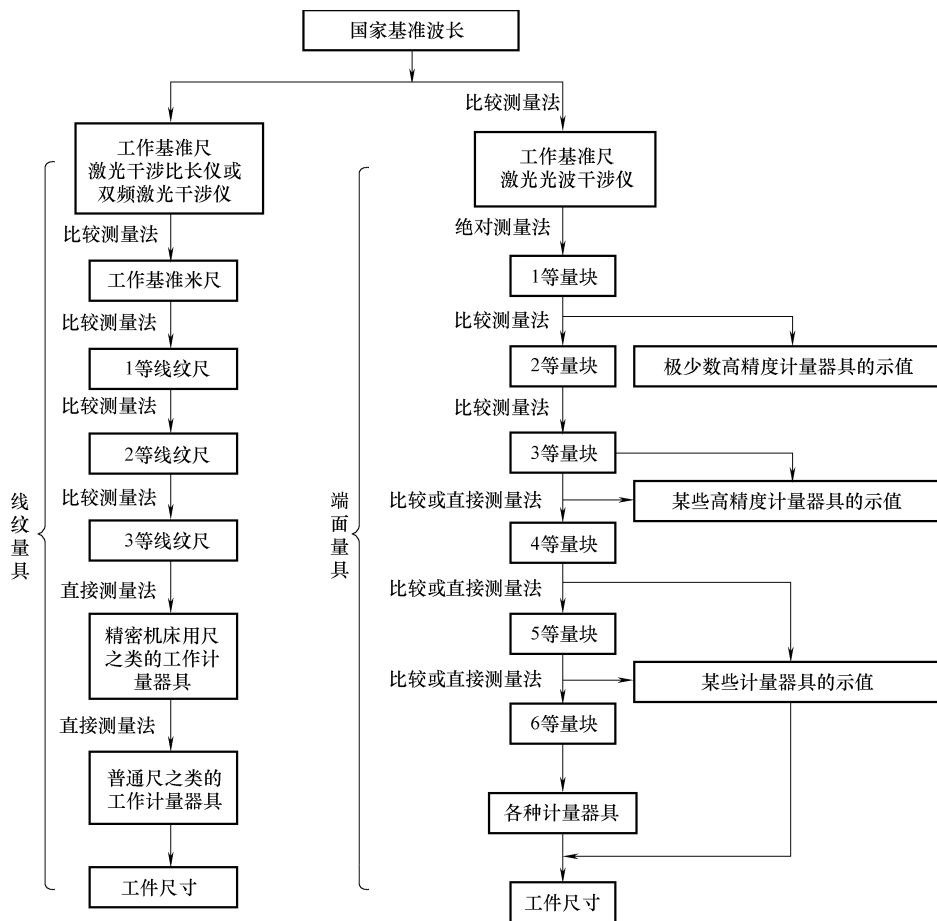 国家基准波长
比较测量法
工作基准尺
激光干涉比长仪或
双频激光干涉仪
工作基准尺
激光光波干涉仪
比较测量法
绝对测量法
工作基准米尺
1等量块
比较测量法
比较测量法
1等线纹尺
2等量块
极少数高精度计量器具的示值
比较测量法
比较测量法
2等线纹尺
3等量块
比较测量法
比较或直接测量法
某些高精度计量器具的示值
线纹量具
端面量具
3等线纹尺
4等量块
直接测量法
比较或直接测量法
精密机床用尺
之类的工作计
量器具
5等量块
比较或直接测量法
某些计量器具的示值
直接测量法
6等量块
普通尺之类的
工作计量器具
各种计量器具
工件尺寸
工件尺寸